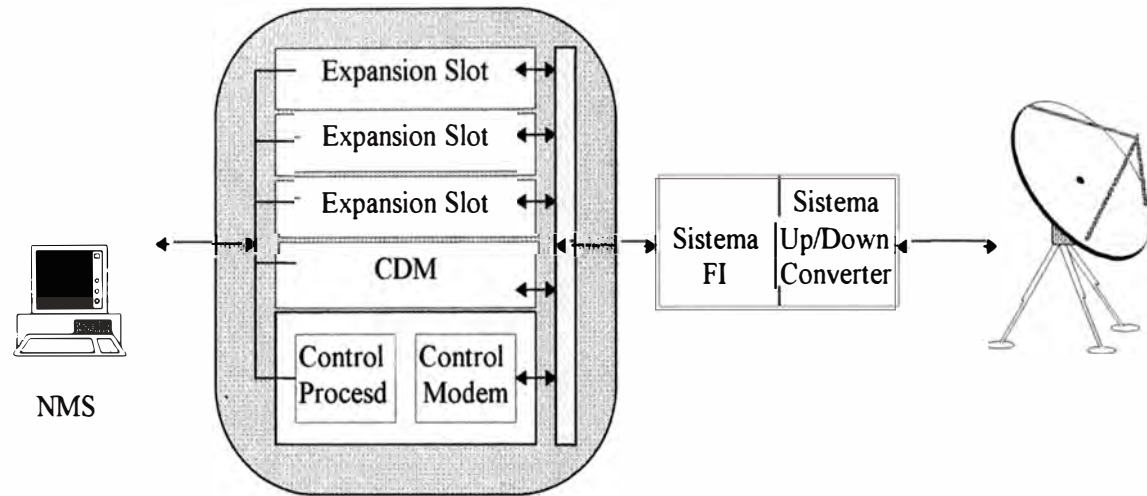 Expansion Slot
Expansion Slot
Expansion Slot
CDM
Control
Procesd
Control
Modem
NMS
Sistema
FI
Sistema
Up/Down
Converter